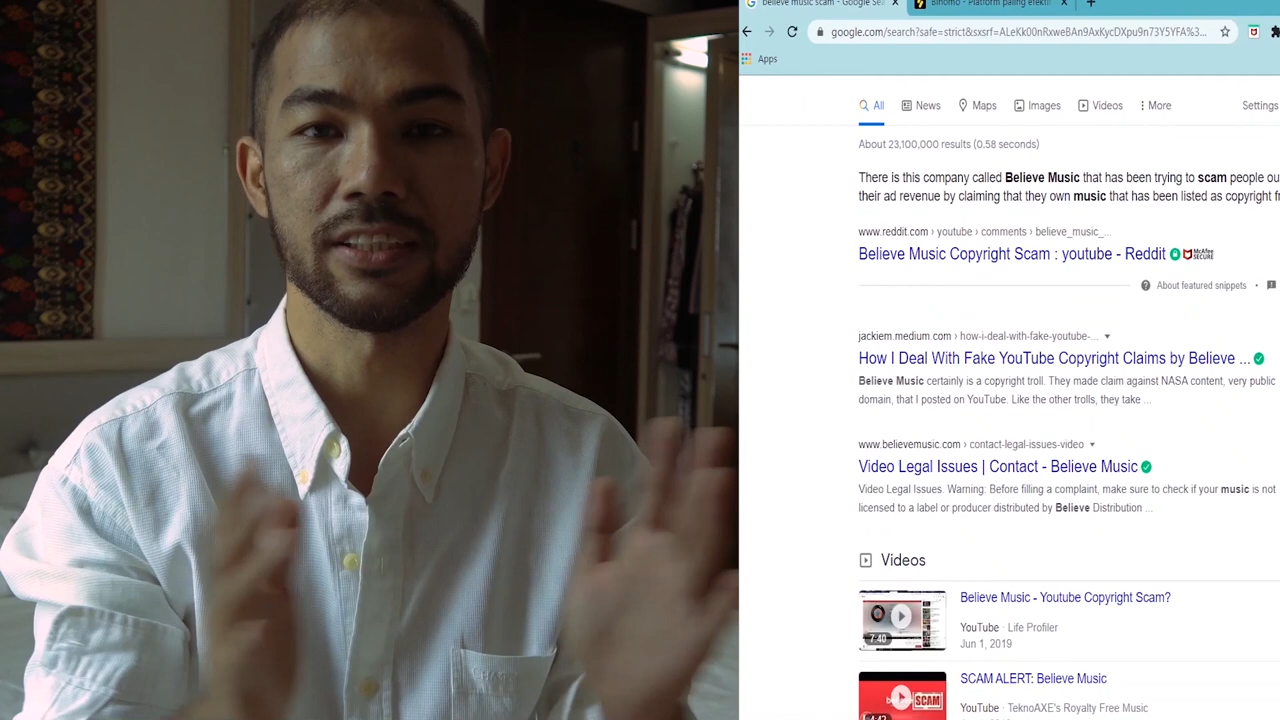 believe music scam - Google Sea
Binomo - Platform paling efektif
google.com/search?safe=strict&sxsrf=ALeKk00nRxweBAn9AxKycDXpu9n73Y5YFA%3...
Apps
All
News
Maps
Images
Videos
More
Settings
About 23,100,000 results (0.58 seconds)
There is this company called Believe Music that has been trying to scam people ou
their ad revenue by claiming that they own music that has been listed as copyright fr
www.reddit.com › youtube › comments › believe_music_...
Believe Music Copyright Scam : youtube - Reddit
McAfee
SECURE
About featured snippets
jackiem.medium.com › how-i-deal-with-fake-youtube-...
How I Deal With Fake YouTube Copyright Claims by Believe ...
Believe Music certainly is a copyright troll. They made claim against NASA content, very public
domain, that I posted on YouTube. Like the other trolls, they take ...
www.believemusic.com › contact-legal-issues-video
Video Legal Issues | Contact - Believe Music
Video Legal Issues. Warning: Before filling a complaint, make sure to check if your music is not
licensed to a label or producer distributed by Believe Distribution ...
Videos
Believe Music - Youtube Copyright Scam?
7:40
YouTube · Life Profiler
Jun 1, 2019
SCAM ALERT: Believe Music
SCAM
4:42
YouTube · TeknoAXE's Royalty Free Music